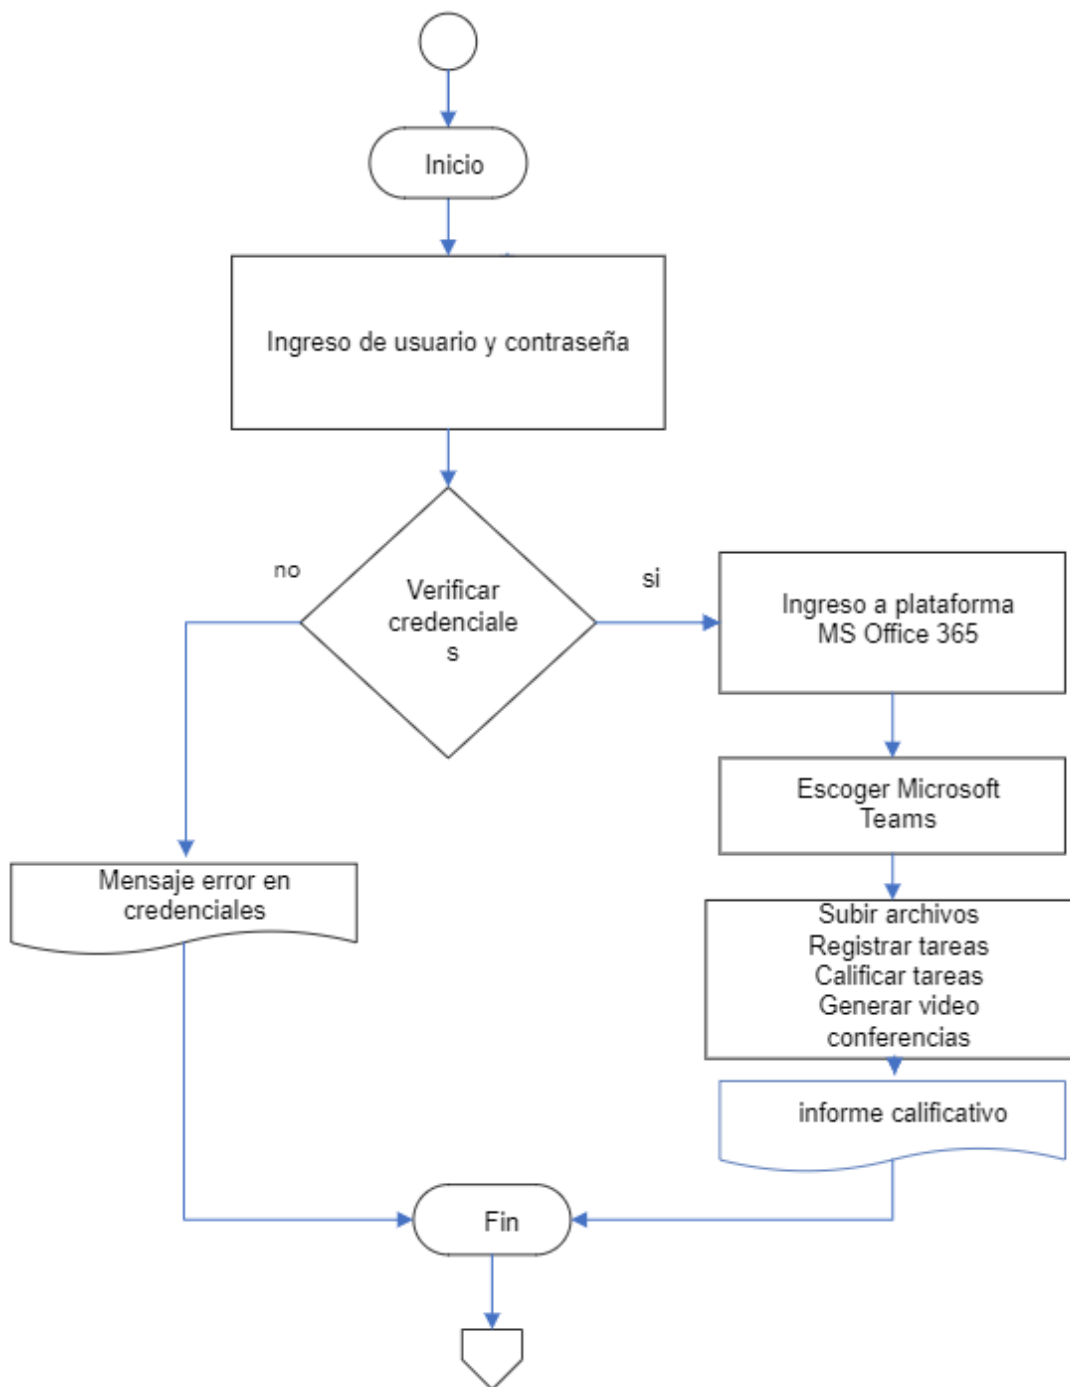 Inicio
Ingreso de usuario y contraseña
no
Verificar
credenciale
s
si
Ingreso a plataforma
MS Office 365
Escoger Microsoft
Teams
Mensaje error en
credenciales
Subir archivos
Registrar tareas
Calificar tareas
Generar video
conferencias
informe calificativo
Fin